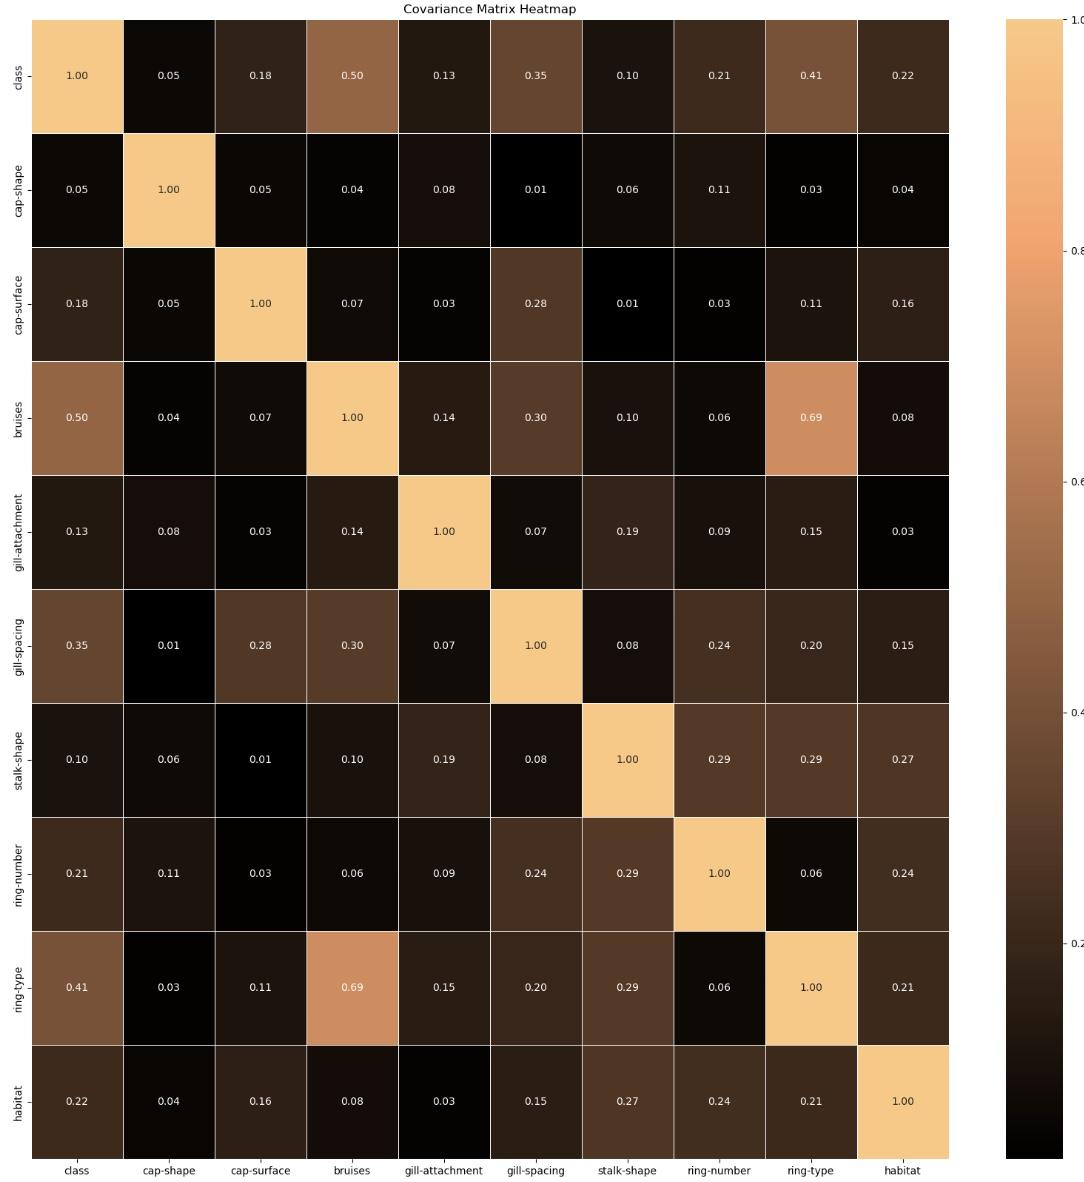 Covariance Matrix Heatmap
class 1.00 0.05 0.18 0.50 0.13 0.35 0.10 0.21 0.41 0.22
cap-shape 0.05 1.00 0.05 0.04 0.08 0.01 0.06 0.11 0.03 0.04
cap-surface 0.18 0.05 1.00 0.07 0.03 0.28 0.01 0.03 0.11 0.16
bruises 0.50 0.04 0.07 1.00 0.14 0.30 0.10 0.06 0.69 0.08
gill-attachment 0.13 0.08 0.03 0.14 1.00 0.07 0.19 0.09 0.15 0.03
gill-spacing 0.35 0.01 0.28 0.30 0.07 1.00 0.08 0.24 0.20 0.15
stalk-shape 0.10 0.06 0.01 0.10 0.19 0.08 1.00 0.29 0.29 0.27
ring-number 0.21 0.11 0.03 0.06 0.09 0.24 0.29 1.00 0.06 0.24
ring-type 0.41 0.03 0.11 0.69 0.15 0.20 0.29 0.06 1.00 0.21
habitat 0.22 0.04 0.16 0.08 0.03 0.15 0.27 0.24 0.21 1.00
class cap-shape cap-surface bruises gill-attachment gill-spacing stalk-shape ring-number ring-type habitat
1.0
0.8
0.6
0.4
0.2